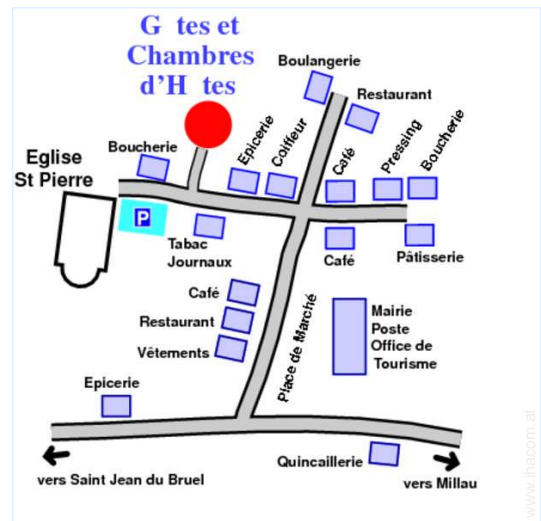 G tes et
Chambres
d'H tes
Boulangerie
Restaurant
Boucherie
Epicerie
Coiffeur
Café
Pressing
Boucherie
Eglise
St Pierre
P
Tabac
Journaux
Café
Pâtisserie
Café
Restaurant
Vêtements
Place de Marché
Mairie
Poste
Office de
Tourisme
Epicerie
Quincaillerie
vers Saint Jean du Bruel
vers Millau
www.ihacom.at